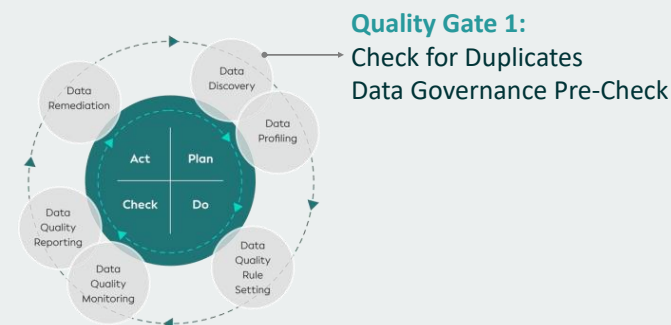 Quality Gate 1:
Check for Duplicates
Data Governance Pre-Check
Data
Discovery
Data
Profiling
Data
Remediation
Act
Plan
Check
Do
Data
Quality
Reporting
Data
Quality
Monitoring
Data
Quality
Rule
Setting